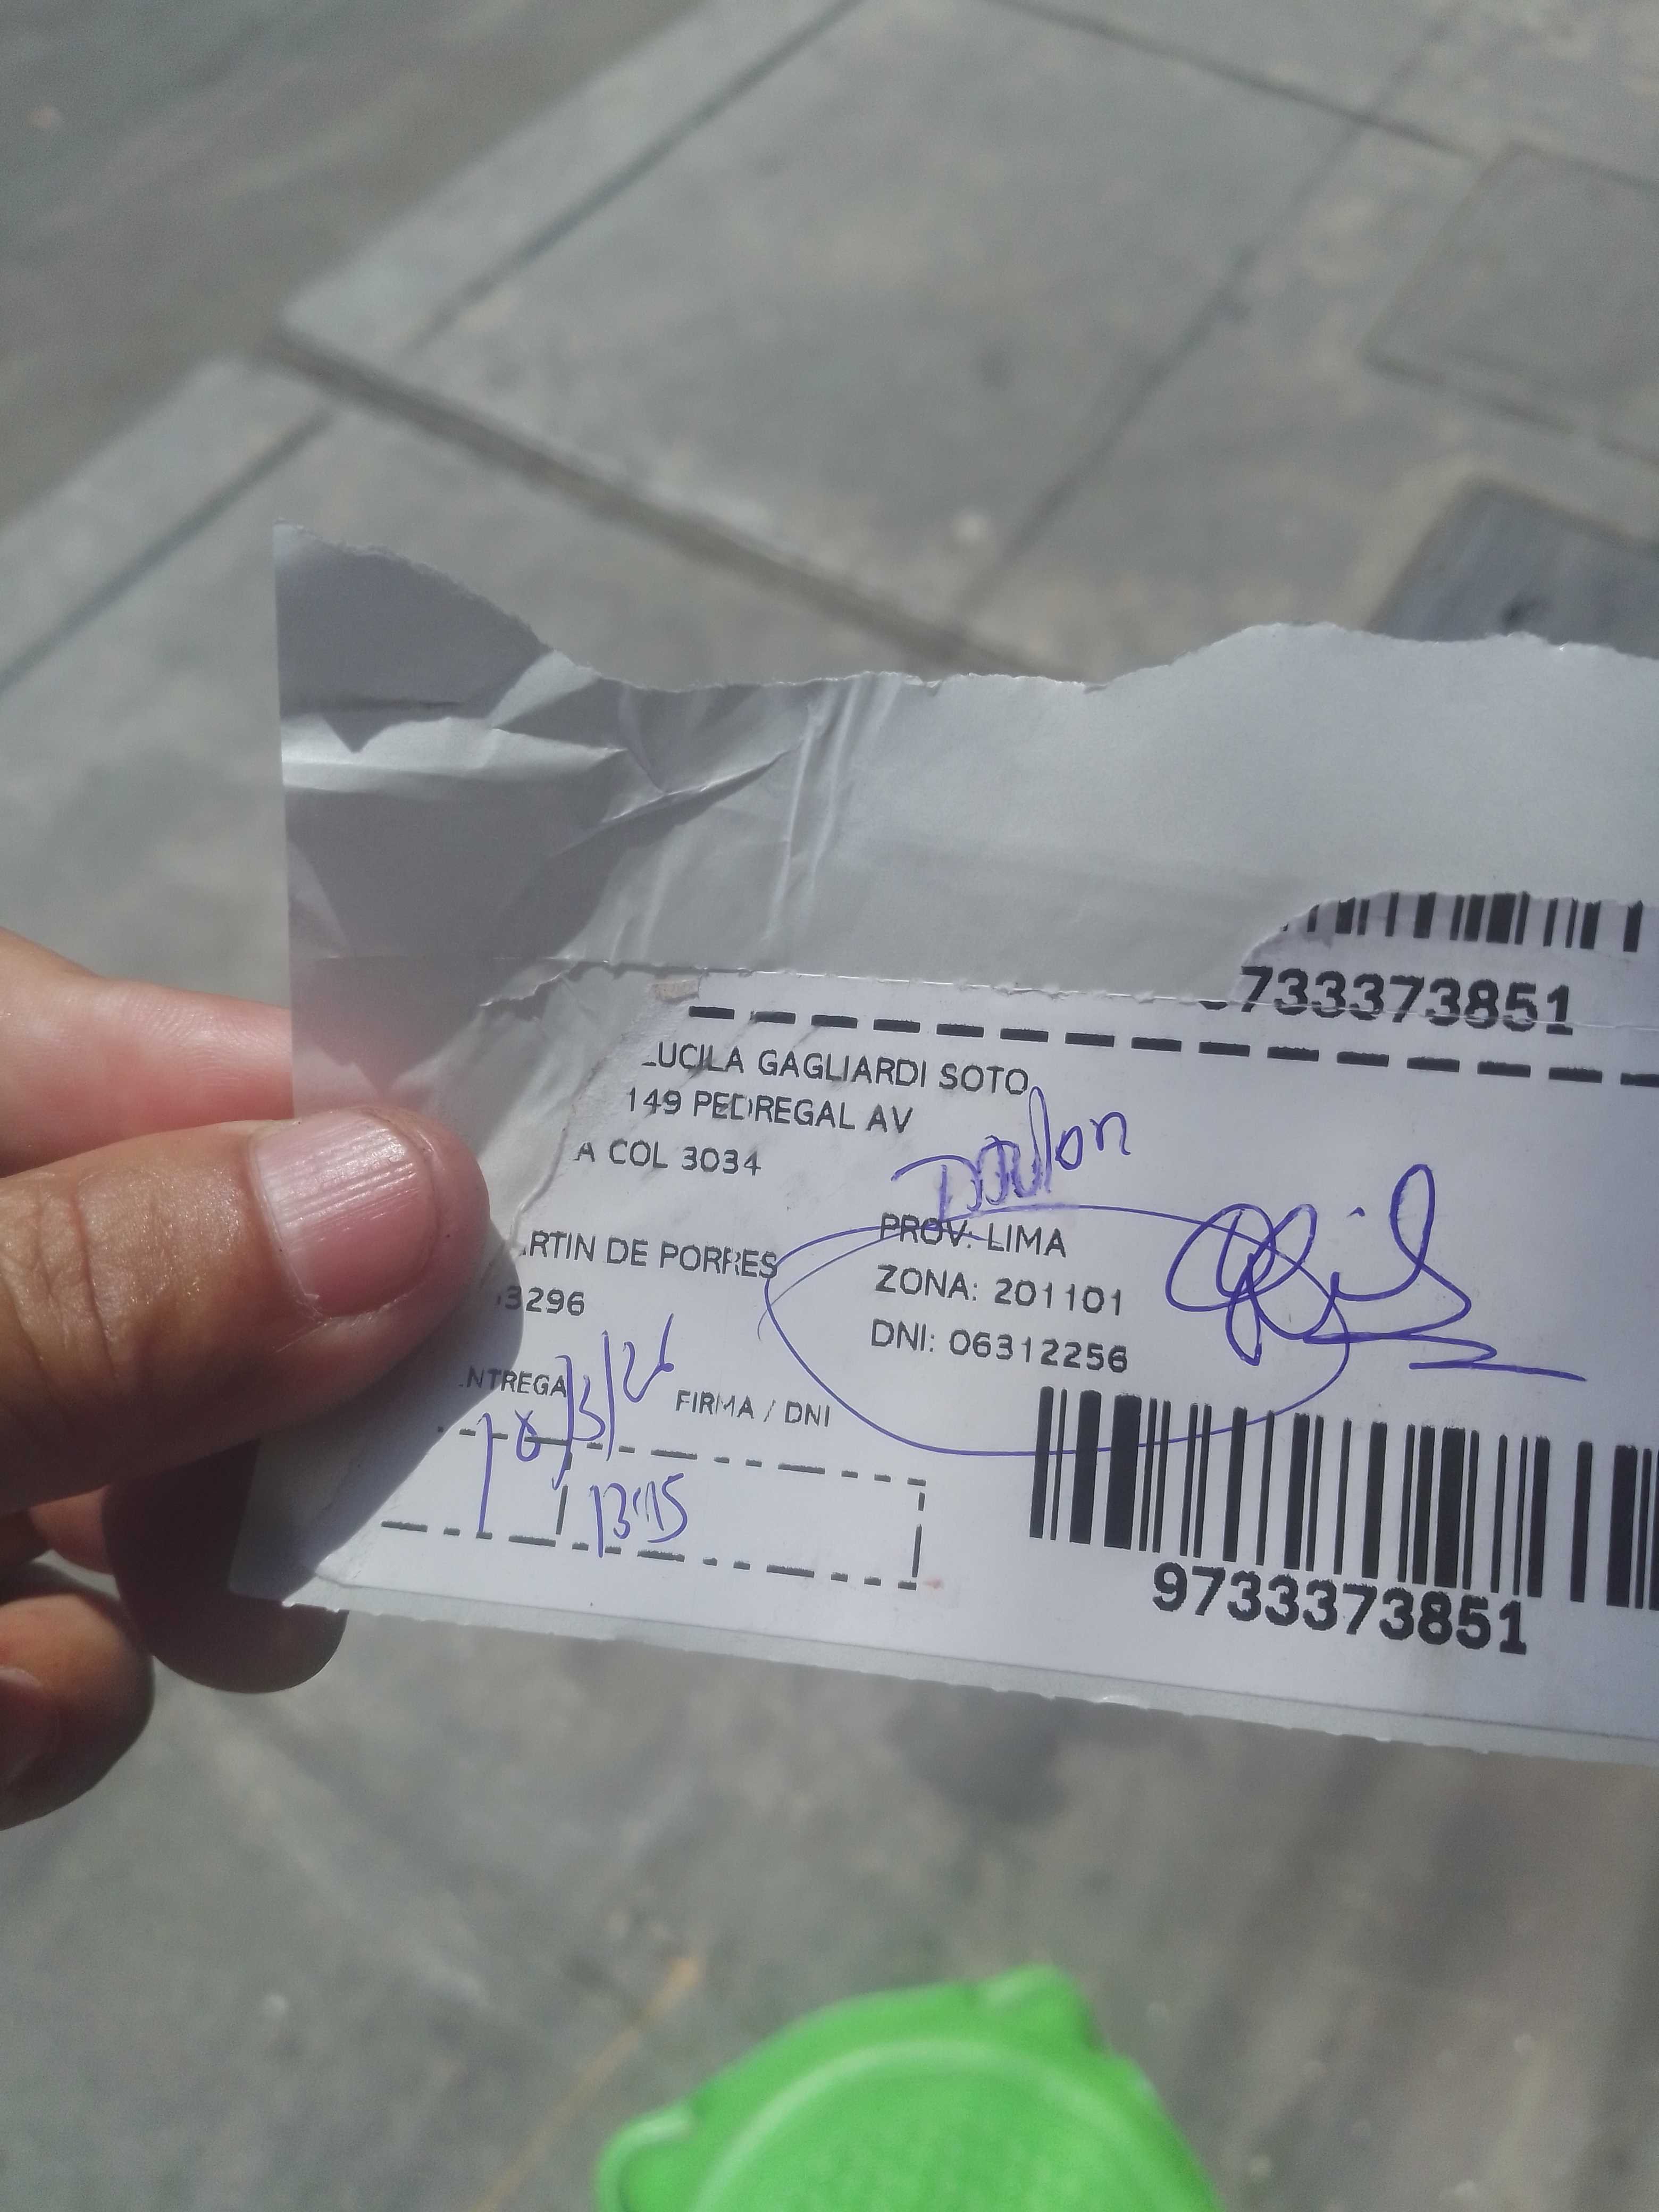 733373851
LUCILA GAGLIARDI SOTO
149 PEDREGAL AV
A COL 3034
PROV: LIMA
RTIN DE PORRES
ZONA: 201101
3296
DNI: 06312256
NTREGA
FIRMA / DNI
13:15
9733373851